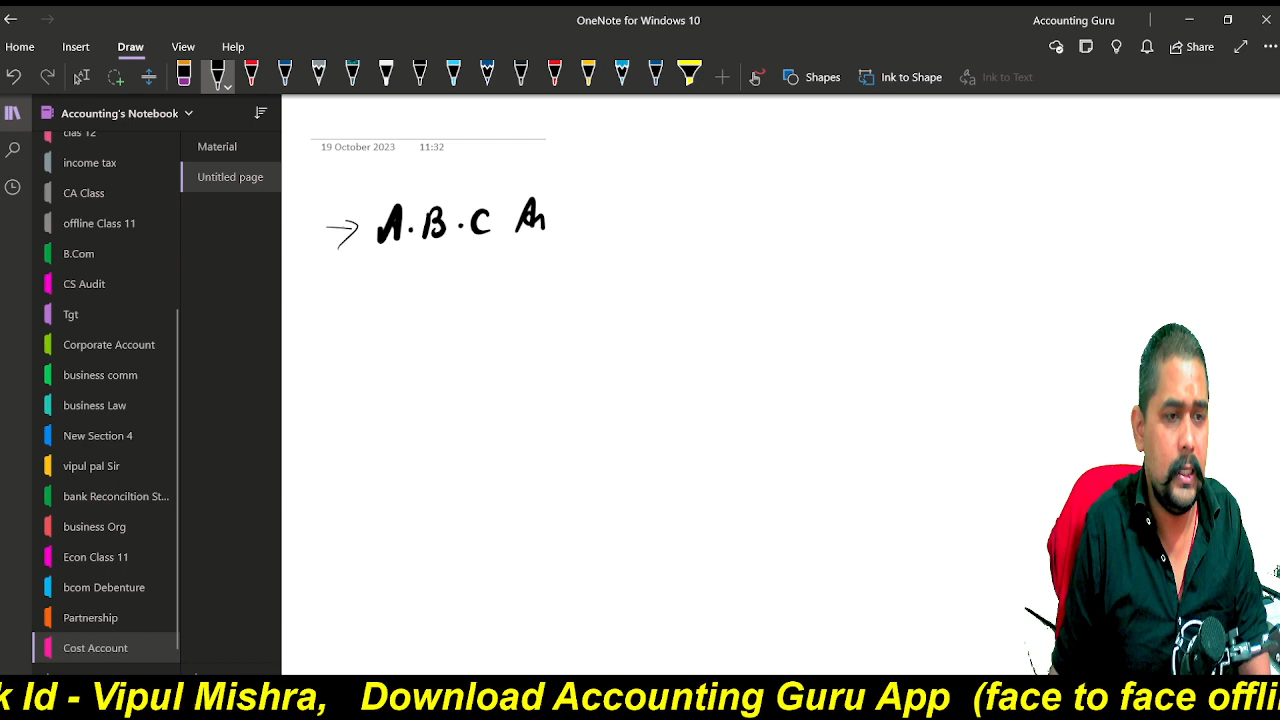 OneNote for Windows 10
Accounting Guru
Home Insert Draw View Help
Share
Shapes Ink to Shape Ink to Text
Accounting's Notebook
clas 12
income tax
CA Class
offline Class 11
B.Com
CS Audit
Tgt
Corporate Account
business comm
business Law
New Section 4
vipul pal Sir
bank Reconciltion St...
business Org
Econ Class 11
bcom Debenture
Partnership
Cost Account
Material
Untitled page
19 October 2023 11:32
→ A.B.C An
k Id - Vipul Mishra, Download Accounting Guru App (face to face offli